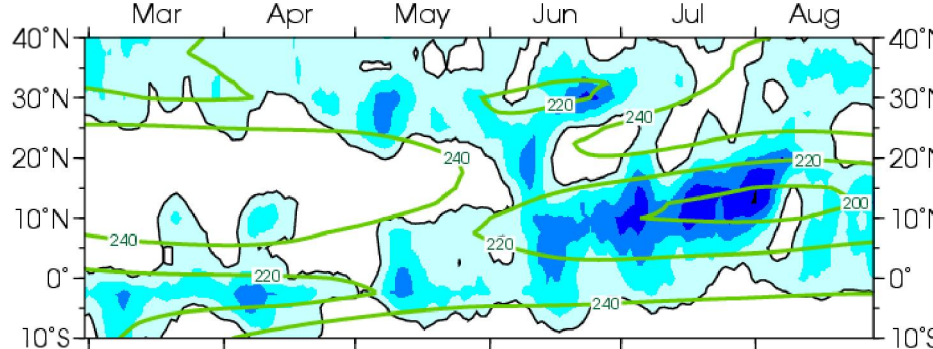 Mar Apr May Jun Jul Aug
40°N 40°N
30°N 220 30°N
240
20°N 240 220 20°N
10°N 200 10°N
240 220
0° 220 0°
240
10°S 10°S